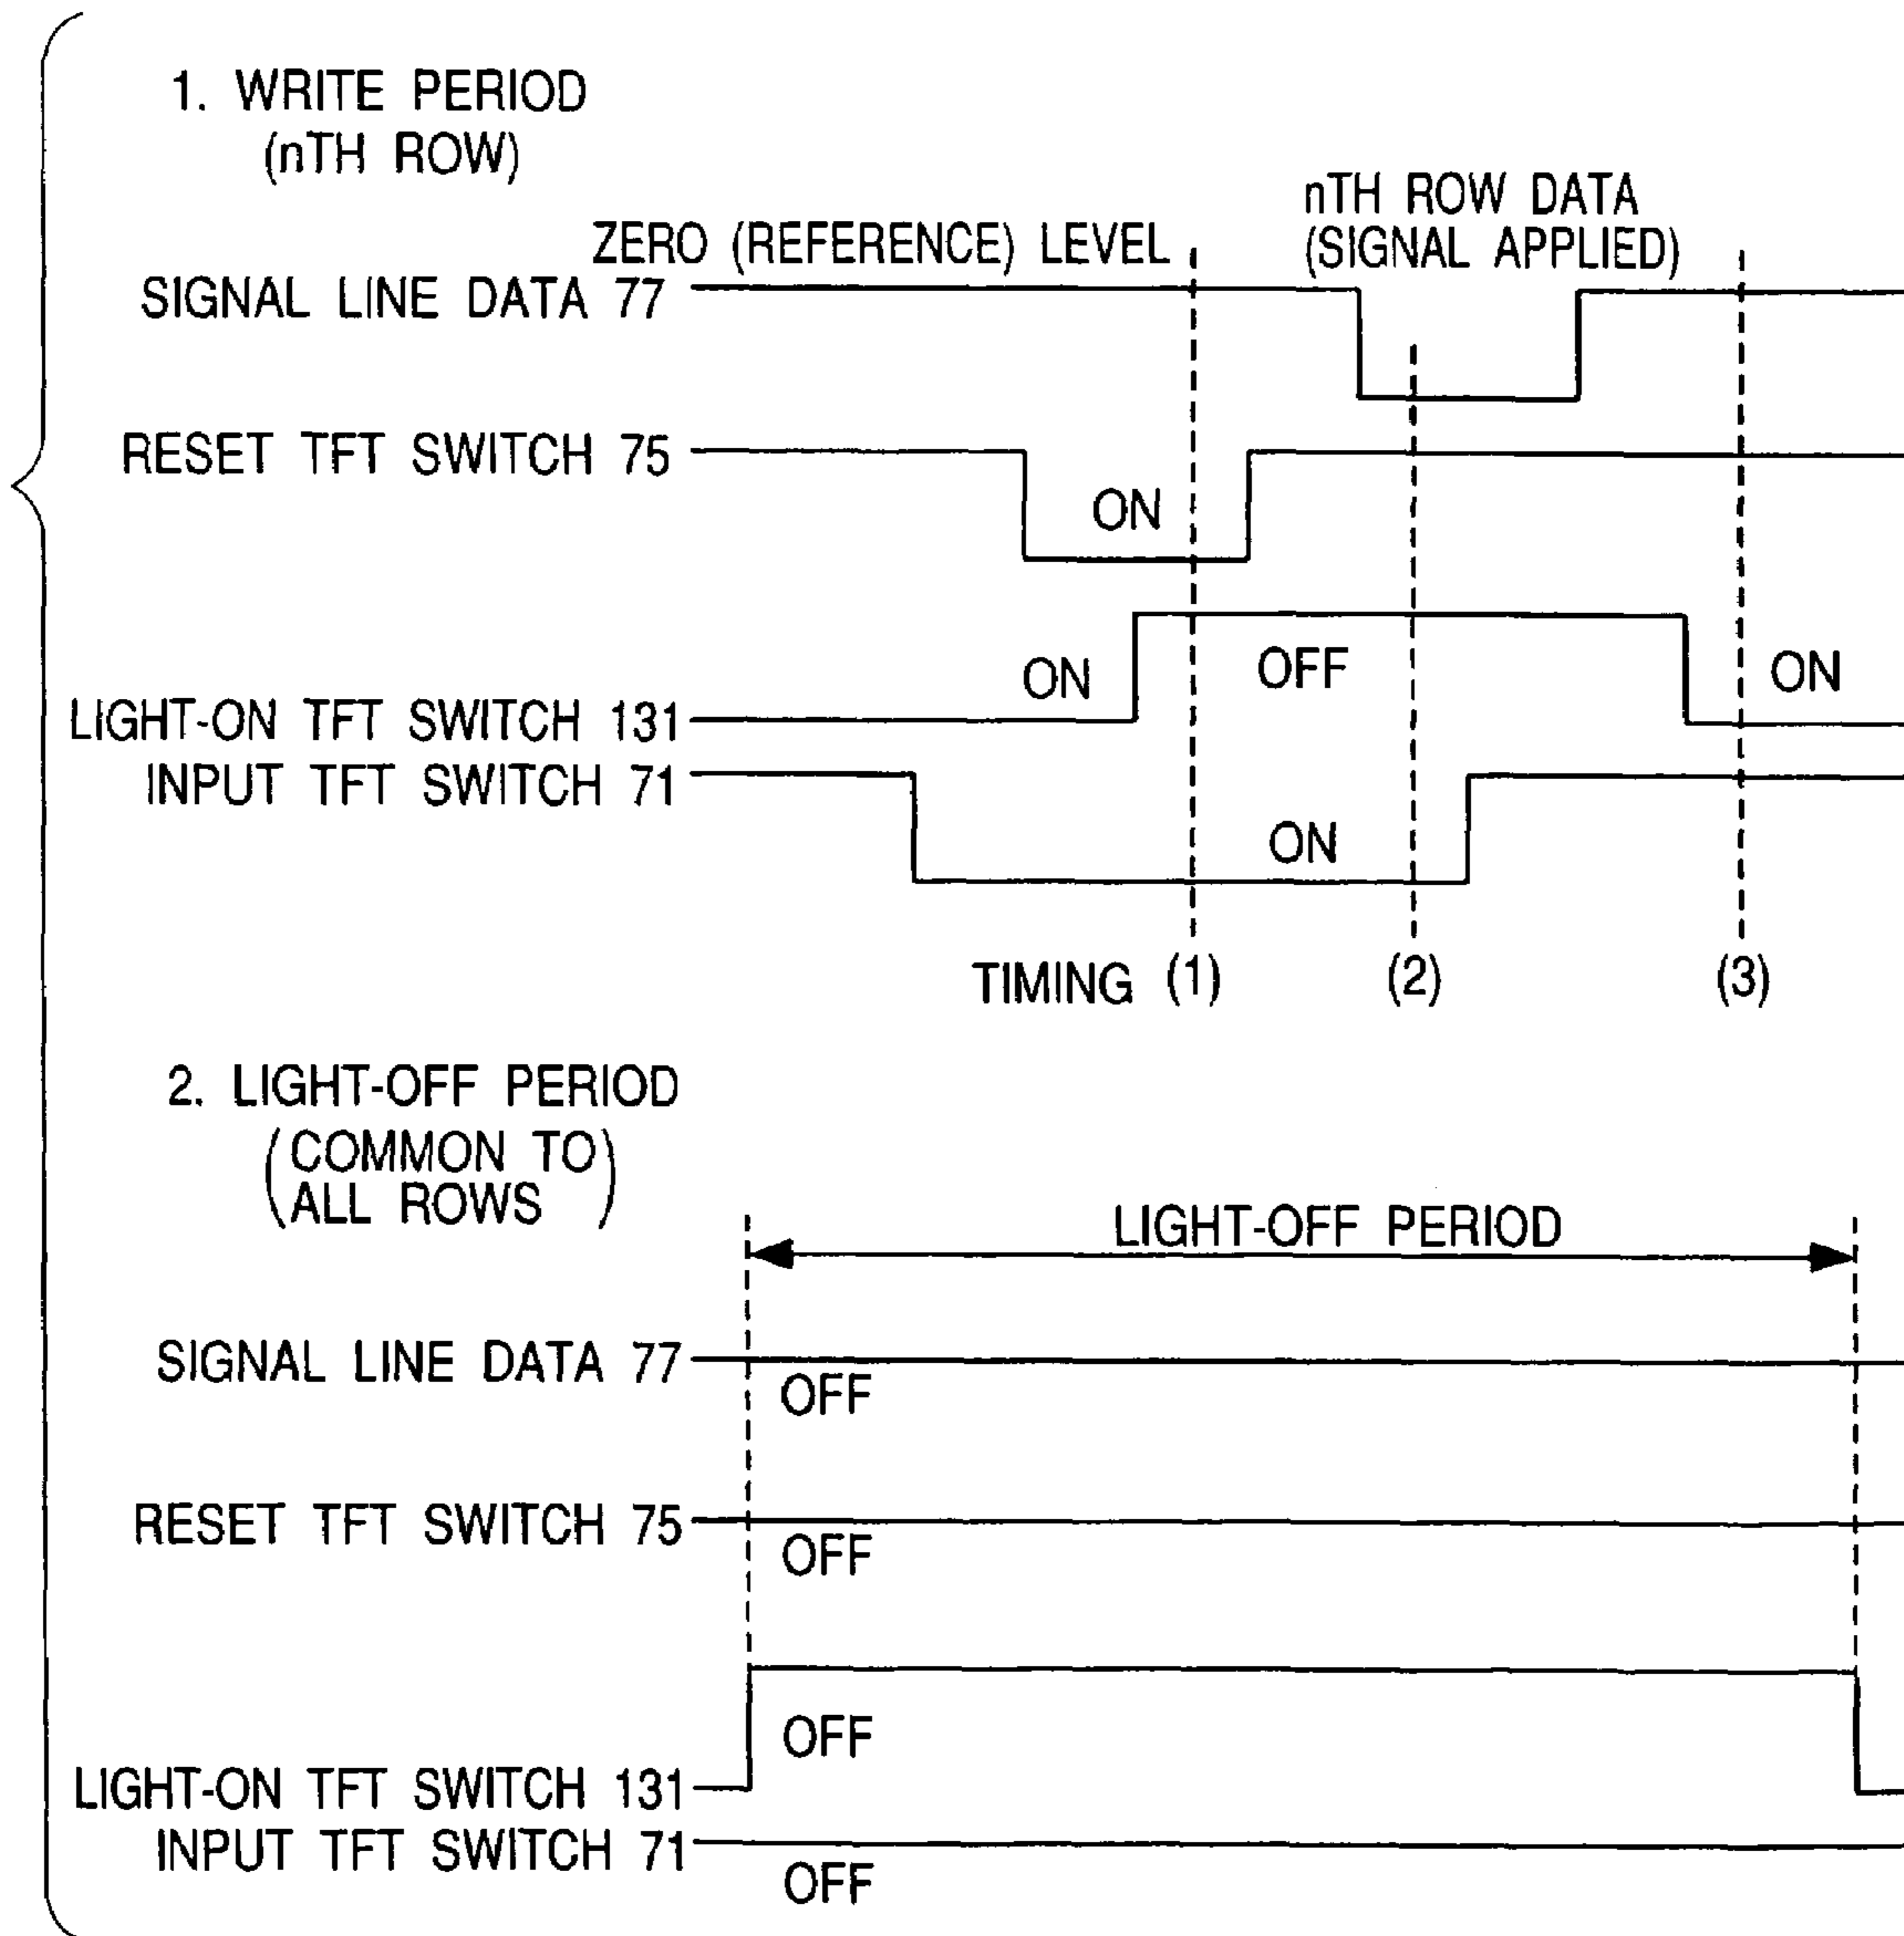 1. WRITE PERIOD
(nTH ROW)
nTH ROW DATA
ZERO (REFERENCE) LEVEL (SIGNAL APPLIED)
SIGNAL LINE DATA 77
RESET TFT SWITCH 75
ON
ON OFF ON
LIGHT-ON TFT SWITCH 131
INPUT TFT SWITCH 71
ON
TIMING (1) (2) (3)
2. LIGHT-OFF PERIOD
(COMMON TO
ALL ROWS)
LIGHT-OFF PERIOD
SIGNAL LINE DATA 77
OFF
RESET TFT SWITCH 75
OFF
OFF
LIGHT-ON TFT SWITCH 131
INPUT TFT SWITCH 71
OFF